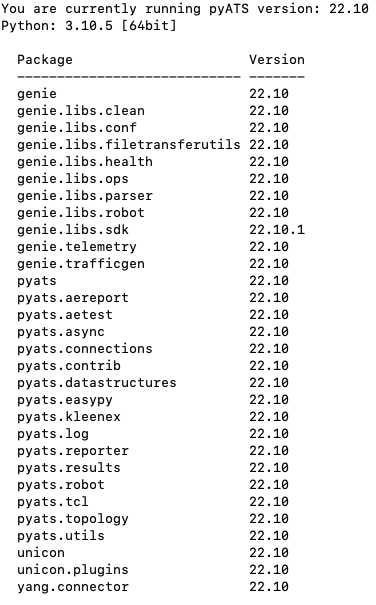 You are currently running pyATS version: 22.10
Python: 3.10.5 [64bit]
Package Version
---------------------------- -------
genie 22.10
genie.libs.clean 22.10
genie.libs.conf 22.10
genie.libs.filetransferutils 22.10
genie.libs.health 22.10
genie.libs.ops 22.10
genie.libs.parser 22.10
genie.libs.robot 22.10
genie.libs.sdk 22.10.1
genie.telemetry 22.10
genie.trafficgen 22.10
pyats 22.10
pyats.aereport 22.10
pyats.aetest 22.10
pyats.async 22.10
pyats.connections 22.10
pyats.contrib 22.10
pyats.datastructures 22.10
pyats.easypy 22.10
pyats.kleenex 22.10
pyats.log 22.10
pyats.reporter 22.10
pyats.results 22.10
pyats.robot 22.10
pyats.tcl 22.10
pyats.topology 22.10
pyats.utils 22.10
unicon 22.10
unicon.plugins 22.10
yang.connector 22.10